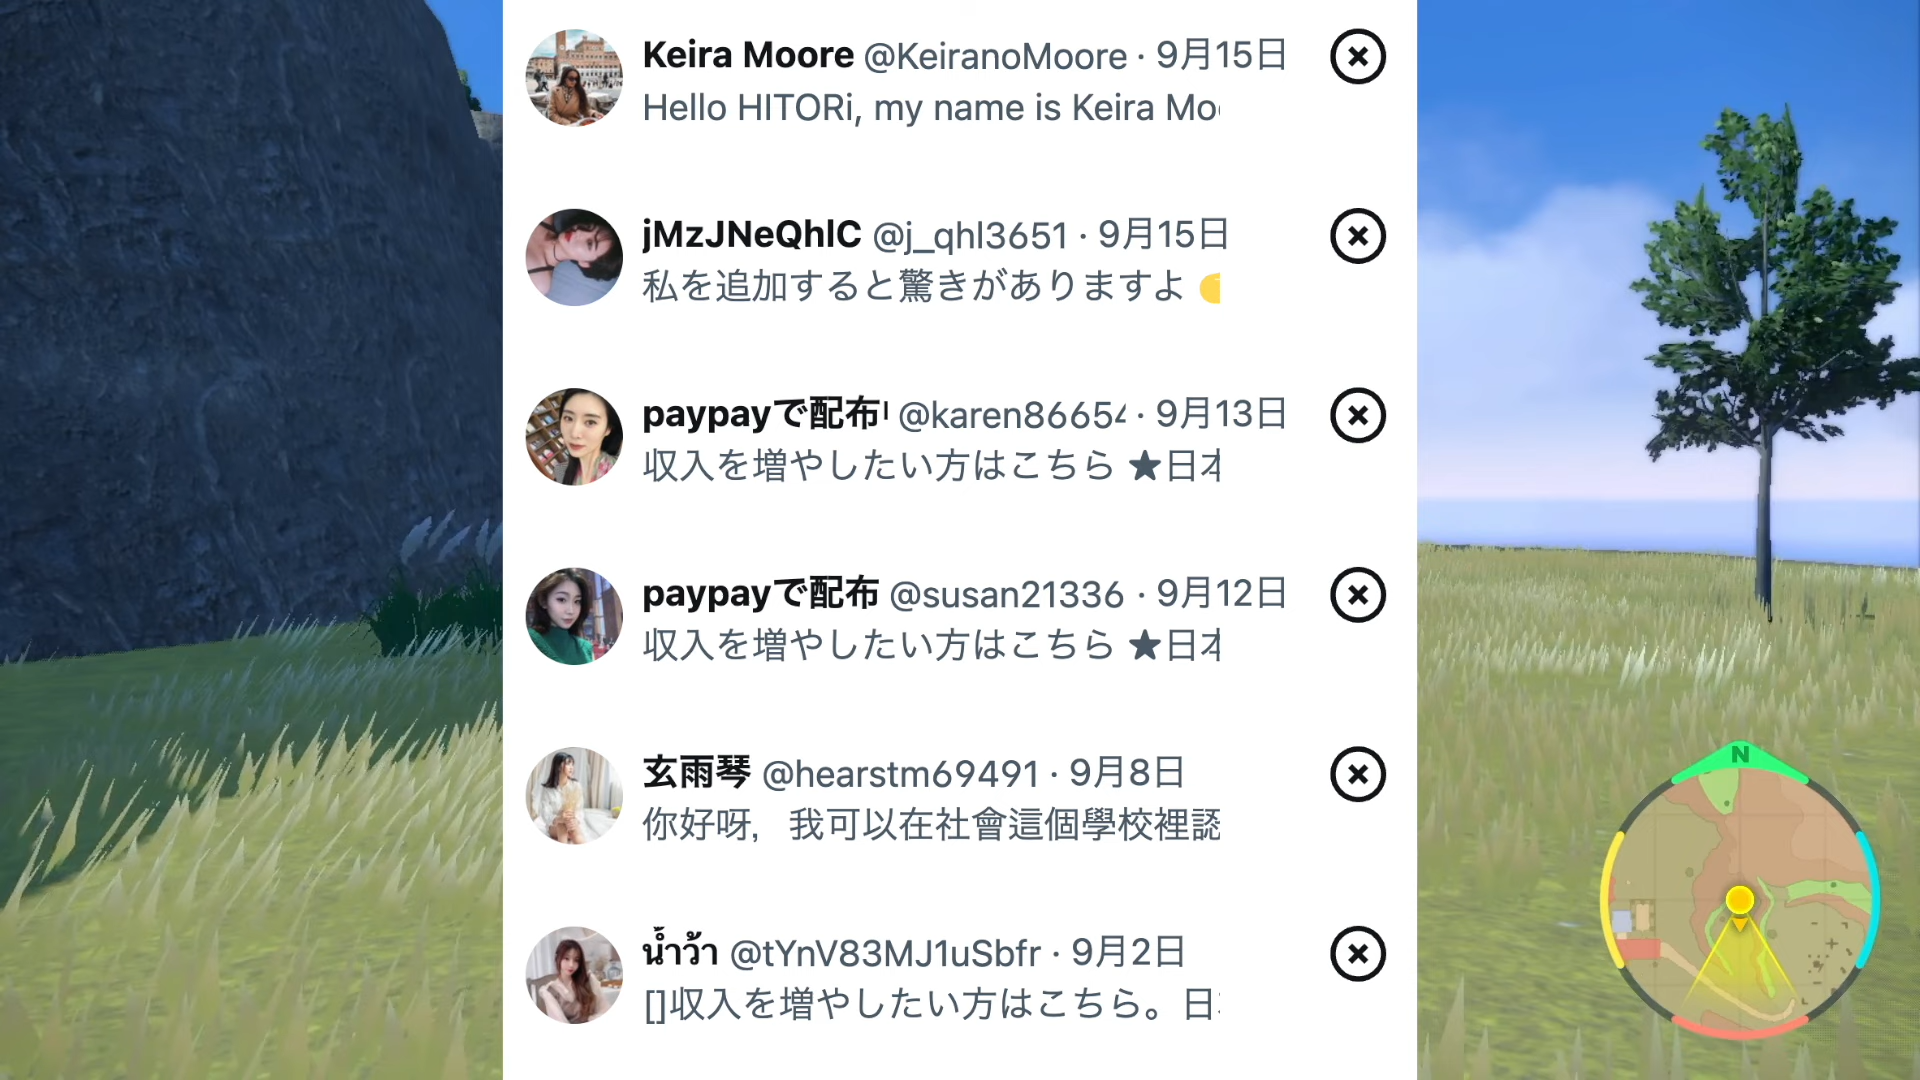 Keira Moore @KeiranoMoore · 9月15日
Hello HITORi, my name is Keira
jMzJNeQhlC @j_qhl3651 · 9月15日
私を追加すると驚きがありますよ
paypayで配布 @karen86654 · 9月13日
収入を増やしたい方はこちら ★日本
paypayで配布 @susan21336 · 9月12日
収入を増やしたい方はこちら ★日本
玄雨琴 @hearstm69491 · 9月8日
你好呀，我可以在社會這個學校裡認
น้ำว้า @tYnV83MJ1uSbfr · 9月2日
[]収入を増やしたい方はこちら。日
N